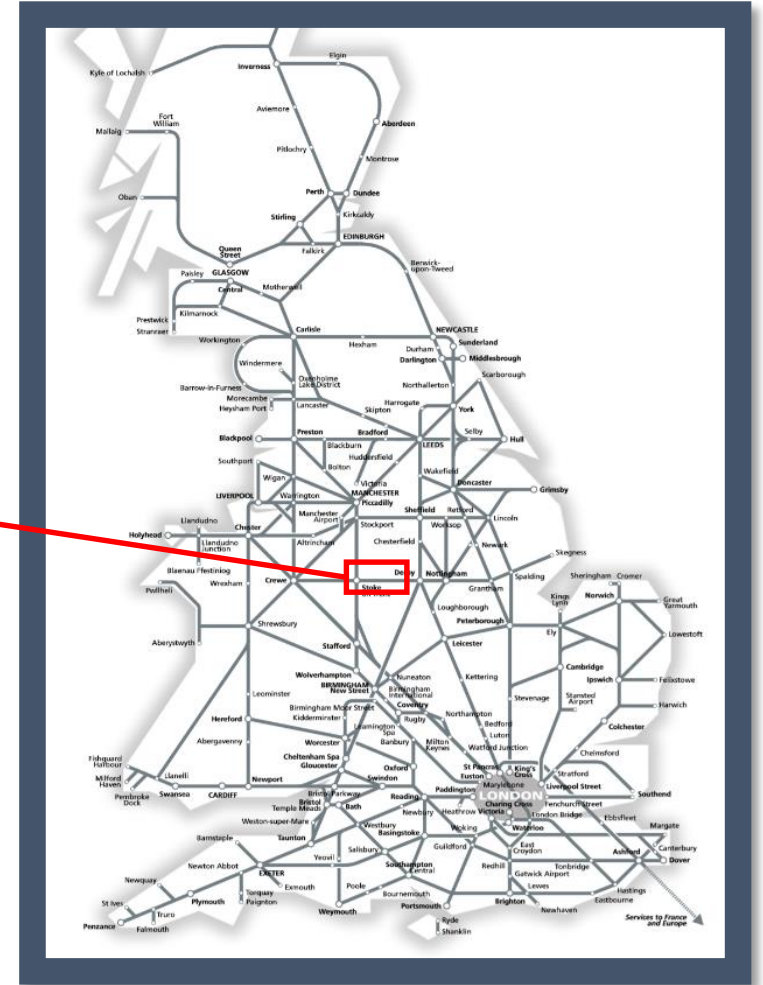 Elgin
Inverness
Kyle of Lochalsh
Aviemore
Fort
William
Mallaig
Aberdeen
Pitlochry
Montrose
Perth
Dundee
Oban
Kirkcaldy
Stirling
EDINBURGH
Falkirk
Queen
Street
GLASGOW
Central
Paisley
Motherwell
Berwick-
upon-Tweed
Prestwick
Stranraer
Kilmarnock
Carlisle
NEWCASTLE
Sunderland
Workington
Hexham
Durham
Darlington
Middlesbrough
Windermere
Oxenholme
Lake District
Northallerton
Scarborough
Barrow-in-Furness
Morecambe
Heysham Port
Lancaster
Harrogate
York
Skipton
Blackpool
Preston
Bradford
LEEDS
Selby
Hull
Blackburn
Huddersfield
Southport
Bolton
Wakefield
Wigan
Victoria
Doncaster
Grimsby
LIVERPOOL
Warrington
MANCHESTER
Piccadilly
Manchester
Airport
Stockport
Sheffield
Retford
Worksop
Lincoln
Llandudno
Chester
Holyhead
Llandudno
Junction
Altrincham
Chesterfield
Newark
Blaenau Ffestiniog
Wrexham
Crewe
Stoke
Derby
Nottingham
Grantham
Spalding
Skegness
Sheringham
Cromer
Pwllheli
Loughborough
Kings
Lynn
Norwich
Great
Yarmouth
Shrewsbury
Peterborough
Aberystwyth
Stafford
Leicester
Ely
Lowestoft
Wolverhampton
Nuneaton
Kettering
Cambridge
BIRMINGHAM
New Street
Birmingham
International
Ipswich
Felixstowe
Leominster
Coventry
Stevenage
Stansted
Airport
Harwich
Birmingham Moor Street
Kidderminster
Rugby
Northampton
Hereford
Leamington
Spa
Bedford
Colchester
Abergavenny
Worcester
Banbury
Milton
Keynes
Luton
Watford Junction
Chelmsford
Cheltenham Spa
Gloucester
Oxford
St Pancras
Euston
King's
Cross
Stratford
Fishguard
Harbour
Milford
Haven
Llanelli
Newport
Swindon
Paddington
Marylebone
Liverpool Street
Pembroke
Dock
Swansea
CARDIFF
Bristol Parkway
Reading
LONDON
Southend
Bristol
Temple Meads
Bath
Newbury
Heathrow
Victoria
Charing Cross
Fenchurch Street
London Bridge
Ebbsfleet
Weston-super-Mare
Westbury
Basingstoke
Woking
Waterloo
Margate
Barnstaple
Taunton
Salisbury
Guildford
East
Croydon
Canterbury
Ashford
Dover
Newton Abbot
Yeovil
Southampton
Central
Redhill
Tonbridge
Gatwick Airport
EXETER
Newquay
Exmouth
Poole
Bournemouth
Lewes
Hastings
Eastbourne
St Ives
Plymouth
Torquay
Paignton
Weymouth
Portsmouth
Brighton
Newhaven
Truro
Penzance
Falmouth
Ryde
Shanklin
Services to France
and Europe